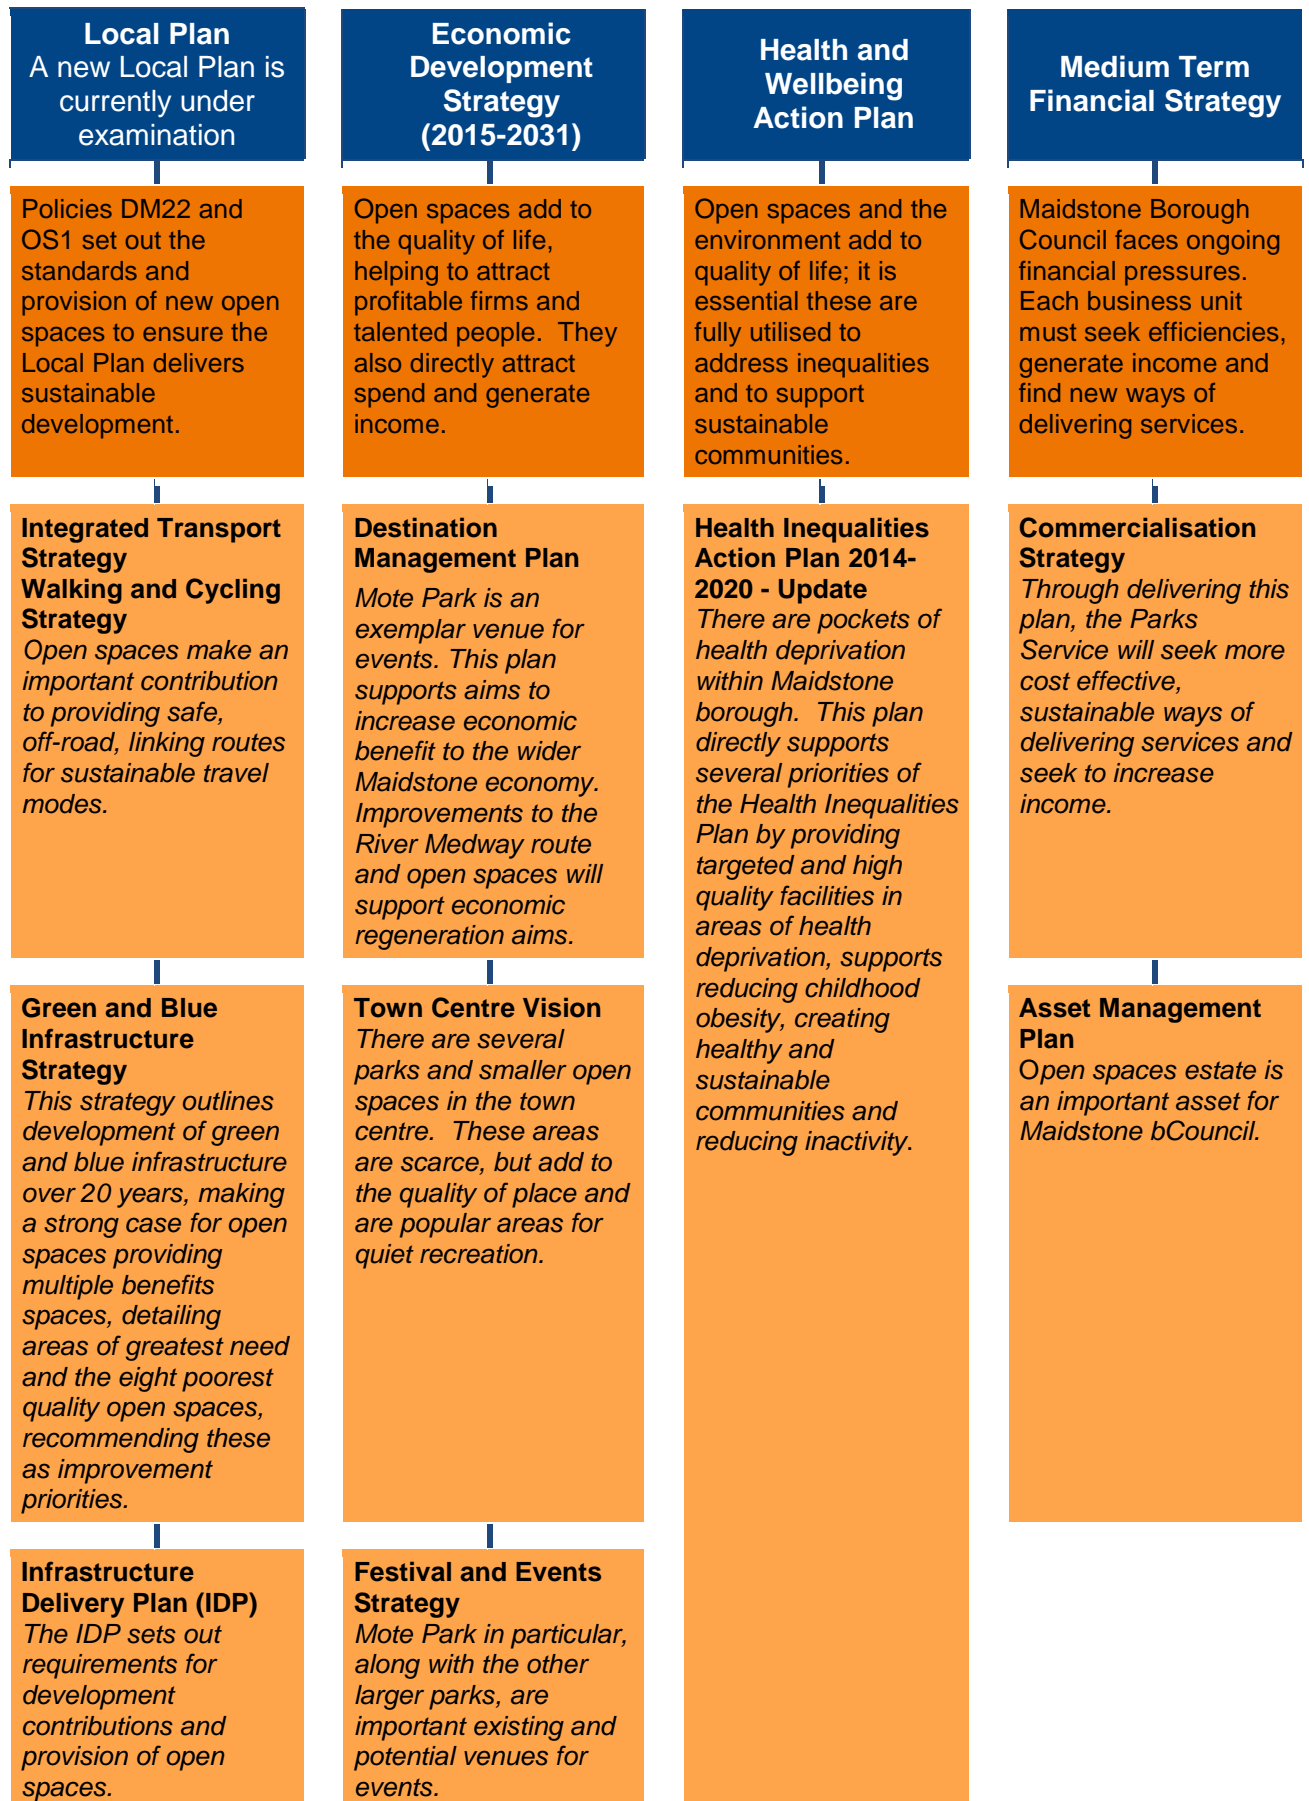 Local Plan
A new Local Plan is
currently under
examination
Policies DM22 and
OS1 set out the
standards and
provision of new open
spaces to ensure the
Local Plan delivers
sustainable
development.
Integrated Transport
Strategy
Walking and Cycling
Strategy
Open spaces make an
important contribution
to providing safe,
off-road, linking routes
for sustainable travel
modes.
Green and Blue
Infrastructure
Strategy
This strategy outlines
development of green
and blue infrastructure
over 20 years, making
a strong case for open
spaces providing
multiple benefits
spaces, detailing
areas of greatest need
and the eight poorest
quality open spaces,
recommending these
as improvement
priorities.
Infrastructure
Delivery Plan (IDP)
The IDP sets out
requirements for
development
contributions and
provision of open
spaces.
Economic
Development
Strategy
(2015-2031)
Open spaces add to
the quality of life,
helping to attract
profitable firms and
talented people.  They
also directly attract
spend and generate
income.
Destination
Management Plan
Mote Park is an
exemplar venue for
events. This plan
supports aims to
increase economic
benefit to the wider
Maidstone economy.
Improvements to the
River Medway route
and open spaces will
support economic
regeneration aims.
Town Centre Vision
There are several
parks and smaller open
spaces in the town
centre.  These areas
are scarce, but add to
the quality of place and
are popular areas for
quiet recreation.
Festival and Events
Strategy
Mote Park in particular,
along with the other
larger parks, are
important existing and
potential venues for
events.
Health and
Wellbeing
Action Plan
Open spaces and the
environment add to
quality of life; it is
essential these are
fully utilised to
address inequalities
and to support
sustainable
communities.
Health Inequalities
Action Plan 2014-
2020 - Update
There are pockets of
health deprivation
within Maidstone
borough.  This plan
directly supports
several priorities of
the Health Inequalities
Plan by providing
targeted and high
quality facilities in
areas of health
deprivation, supports
reducing childhood
obesity, creating
healthy and
sustainable
communities and
reducing inactivity.
Medium Term
Financial Strategy
Maidstone Borough
Council faces ongoing
financial pressures.
Each business unit
must seek efficiencies,
generate income and
find new ways of
delivering services.
Commercialisation
Strategy
Through delivering this
plan, the Parks
Service will seek more
cost effective,
sustainable ways of
delivering services and
seek to increase
income.
Asset Management
Plan
Open spaces estate is
an important asset for
Maidstone bCouncil.